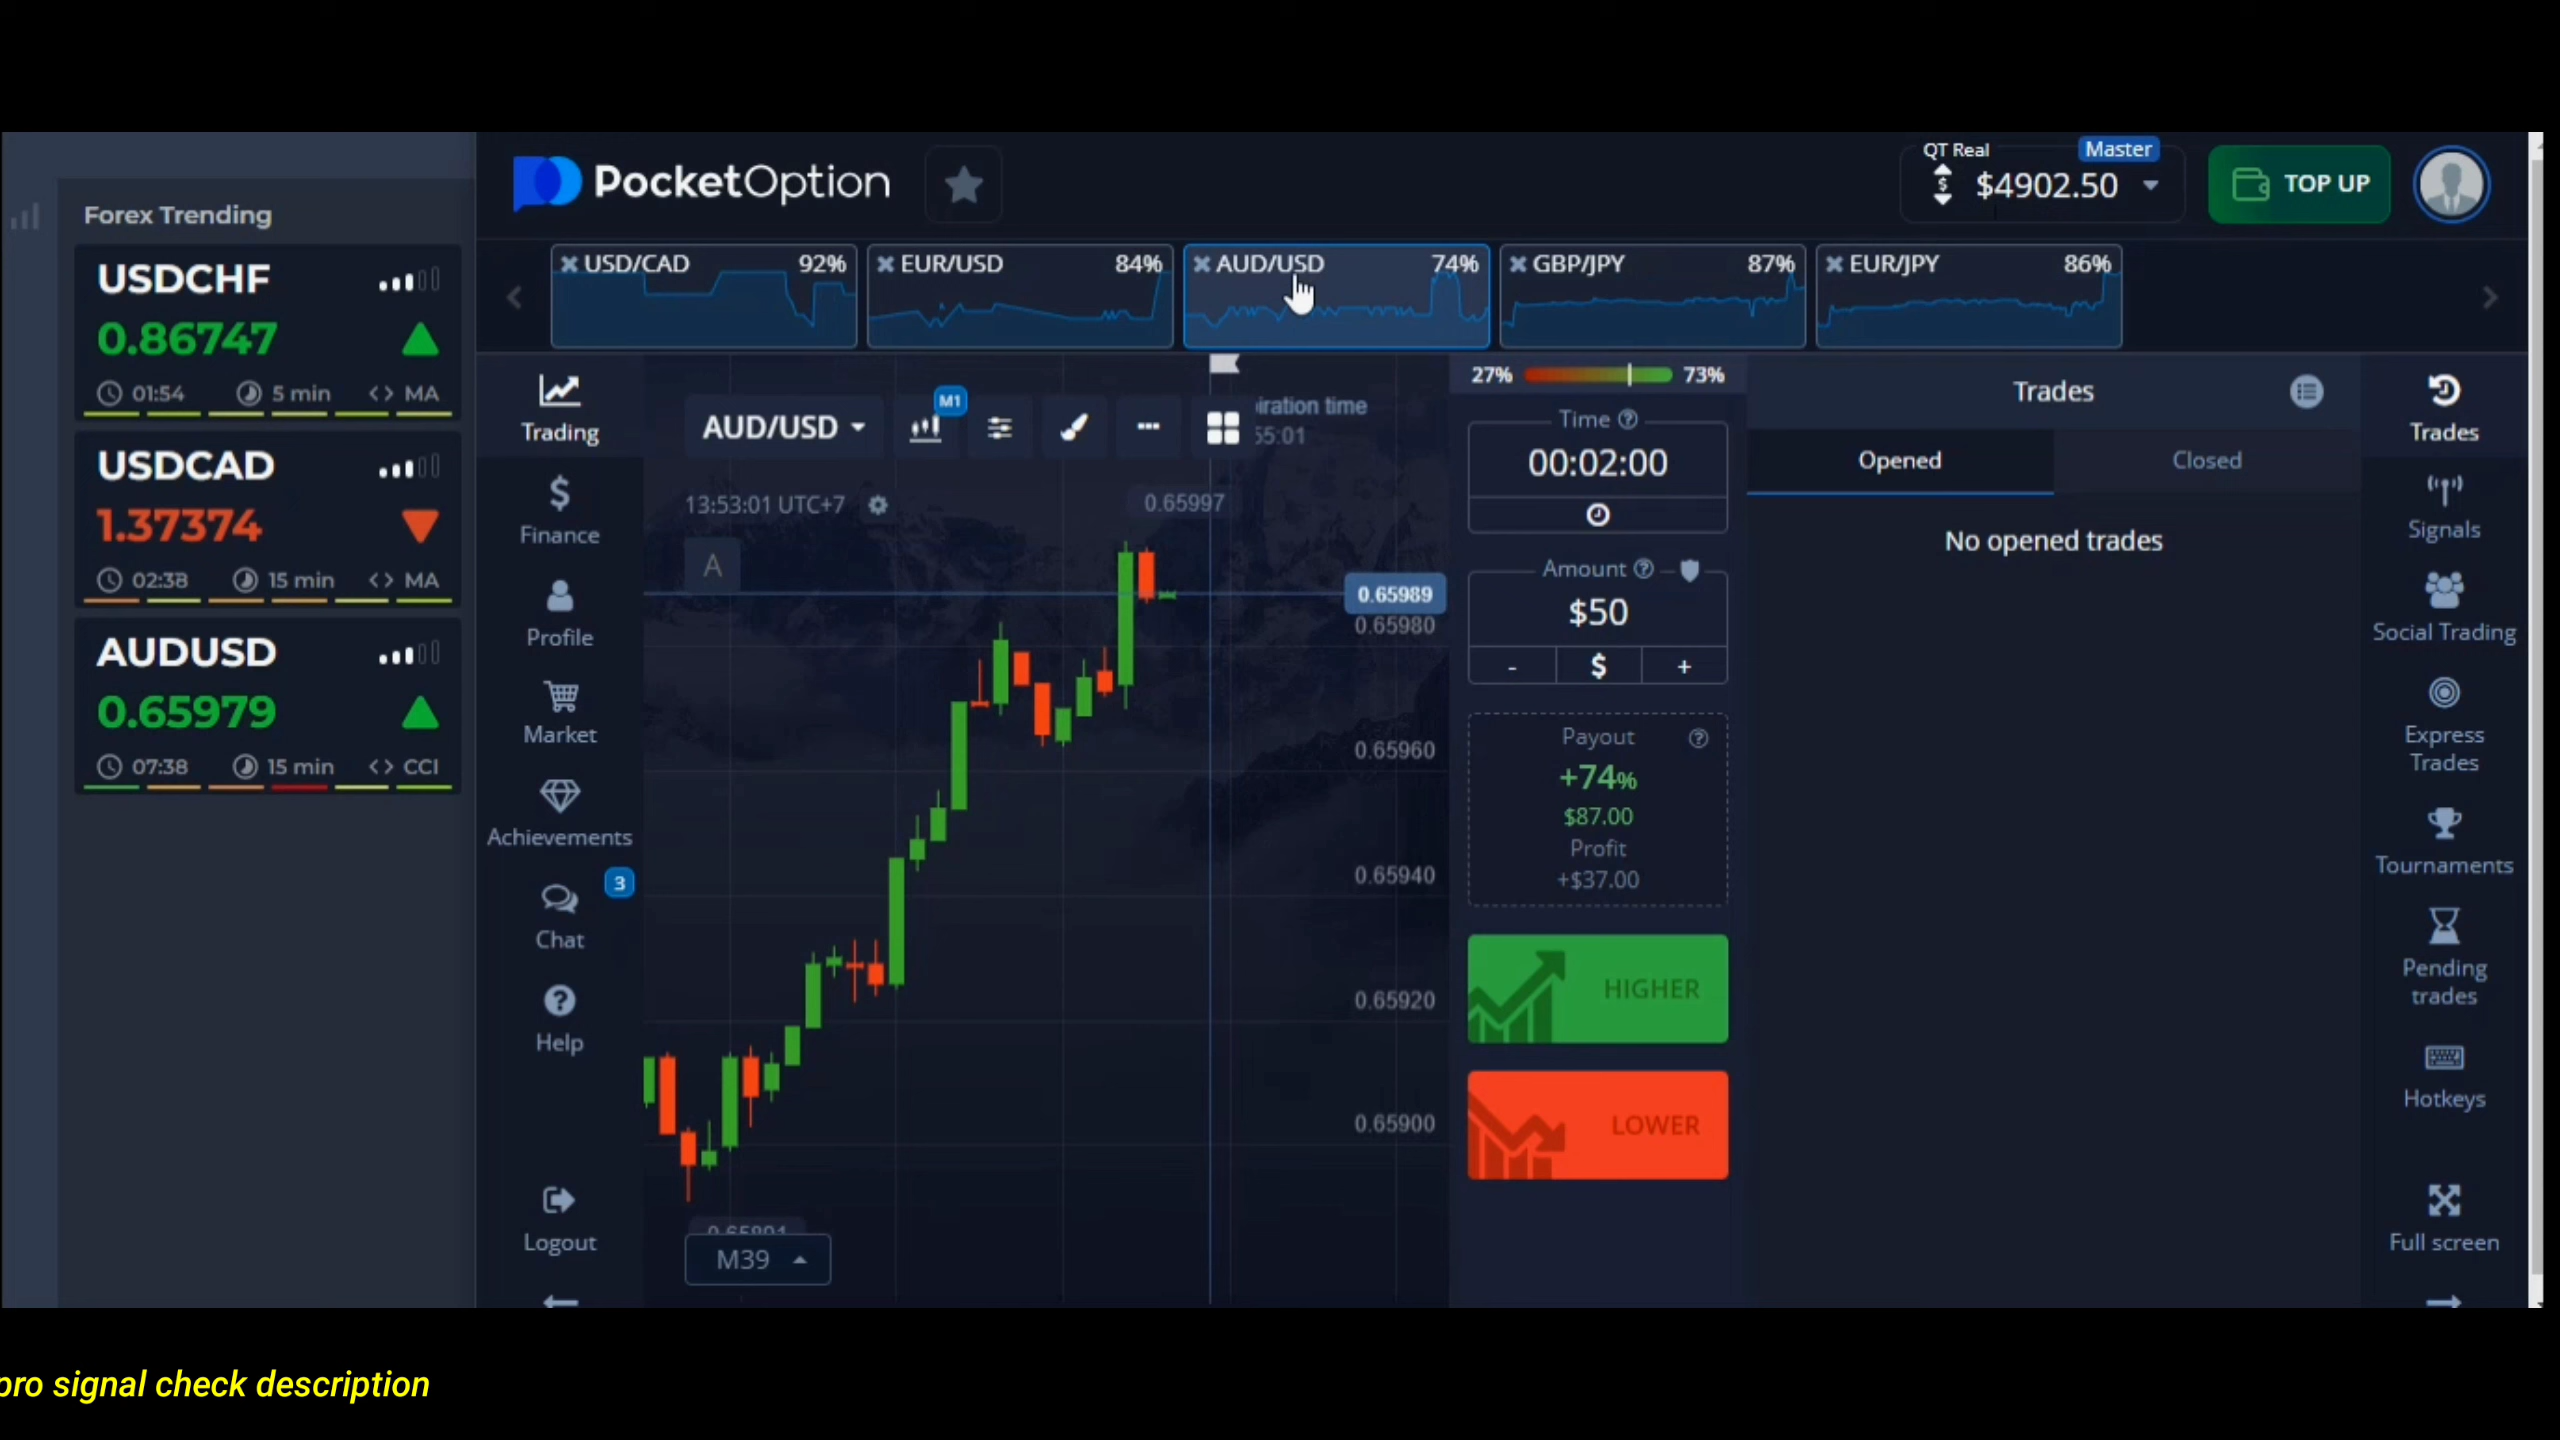 PocketOption
QT Real
Master
$4902.50
TOP UP
Forex Trending
USDCHF
0.86747
01:54
5 min
<> MA
USDCAD
1.37374
02:38
15 min
<> MA
AUDUSD
0.65979
07:38
15 min
<> CCI
USD/CAD 92%
EUR/USD 84%
AUD/USD 74%
GBP/JPY 87%
EUR/JPY 86%
Trading
Finance
Profile
Market
Achievements
3
Chat
Help
Logout
AUD/USD
M1
iration time
55:01
13:53:01 UTC+7
0.65997
A
0.65989
0.65980
0.65960
0.65940
0.65920
0.65900
M39
27% 73%
Time
00:02:00
Amount
$50
- $ +
Payout
+74%
$87.00
Profit
+$37.00
HIGHER
LOWER
Trades
Opened
Closed
No opened trades
Trades
Signals
Social Trading
Express
Trades
Tournaments
Pending
trades
Hotkeys
Full screen
pro signal check description